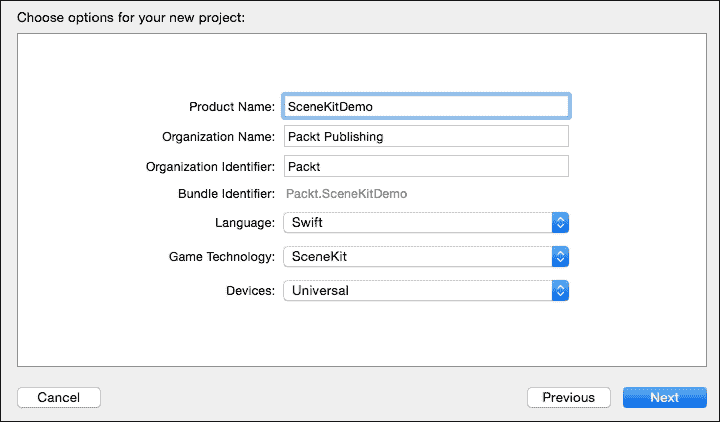 Choose options for your new project:
Product Name: SceneKitDemo
Organization Name: Packt Publishing
Organization Identifier: Packt
Bundle Identifier: Packt.SceneKitDemo
Language: Swift
Game Technology: SceneKit
Devices: Universal
Cancel Previous Next